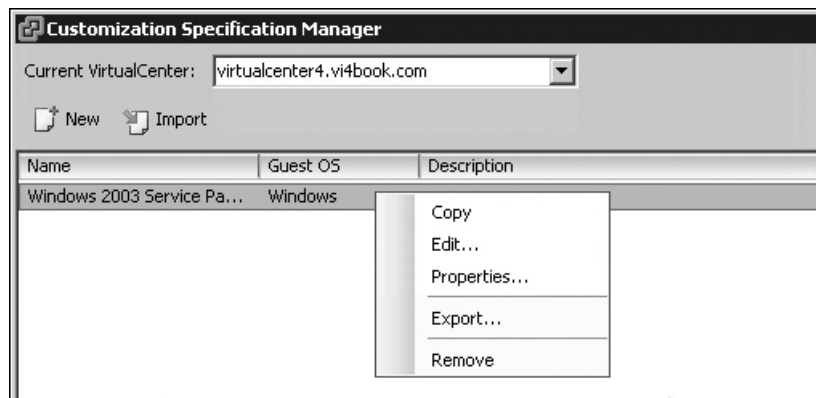 Customization Specification Manager
Current VirtualCenter: virtualcenter4.vi4book.com
New Import
Name Guest OS Description
Windows 2003 Service Pa... Windows
Copy
Edit...
Properties...
Export...
Remove